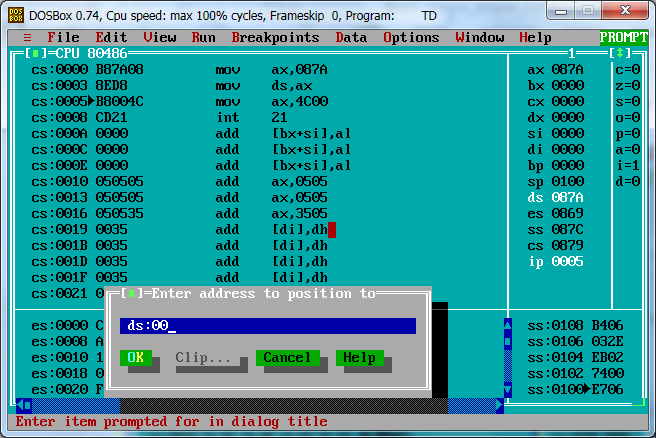 DOSBox 0.74, Cpu speed: max 100% cycles, Frameskip 0, Program: TD
≡ File Edit View Run Breakpoints Data Options Window Help PROMPT
[■]=CPU 80486 1 [↕]
cs:0000 B87A08 mov ax,087A ax 087A c=0
cs:0003 8ED8 mov ds,ax bx 0000 z=0
cs:0005►B8004C mov ax,4C00 cx 0000 s=0
cs:0008 CD21 int 21 dx 0000 o=0
cs:000A 0000 add [bx+si],al si 0000 p=0
cs:000C 0000 add [bx+si],al di 0000 a=0
cs:000E 0000 add [bx+si],al bp 0000 i=1
cs:0010 050505 add ax,0505 sp 0100 d=0
cs:0013 050505 add ax,0505 ds 087A
cs:0016 050535 add ax,3505 es 0869
cs:0019 0035 add [di],dh ss 087C
cs:001B 0035 add [di],dh cs 0879
cs:001D 0035 add [di],dh ip 0005
cs:001F 0035 add [di],dh
cs:0021 0
[■]=Enter address to position to
ds:00_
OK Clip... Cancel Help
es:0000 C ss:0108 B406
es:0008 A ss:0106 032E
es:0010 1 ss:0104 EB02
es:0018 0 ss:0102 7400
es:0020 F ss:0100►E706
Enter item prompted for in dialog title